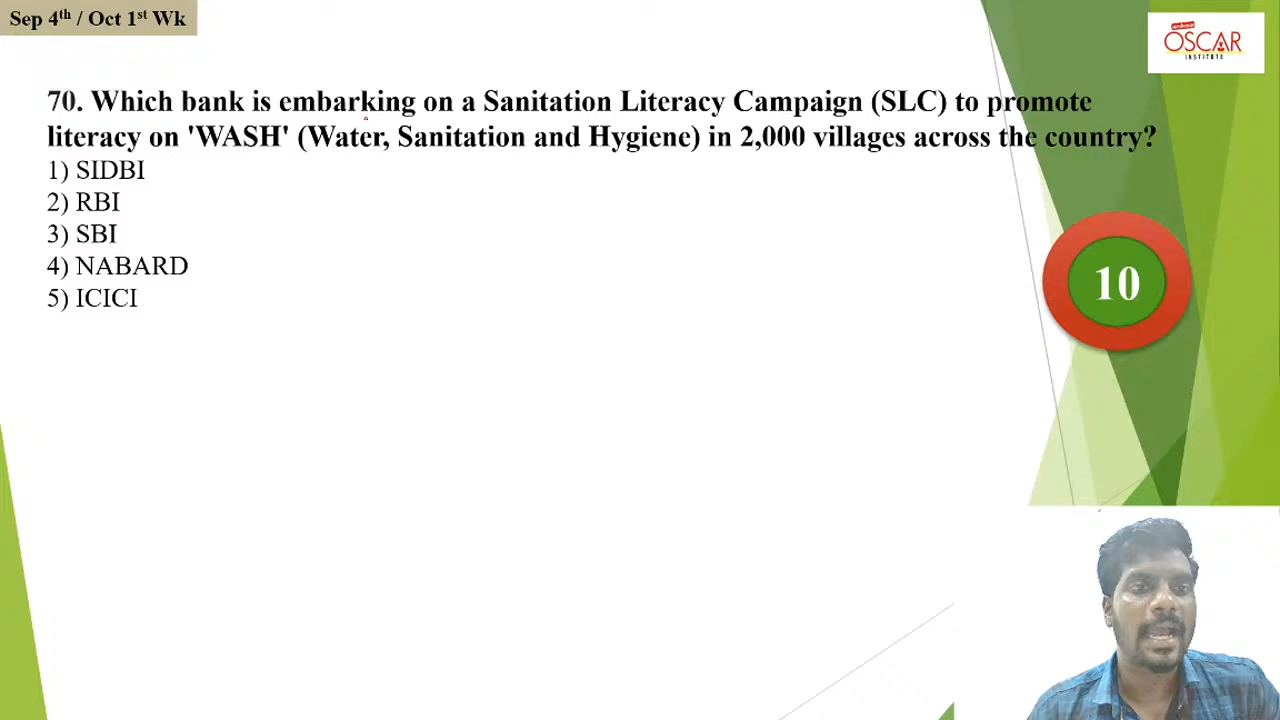 Sep 4th / Oct 1st Wk
OSCAR
INSTITUTE
70. Which bank is embarking on a Sanitation Literacy Campaign (SLC) to promote
literacy on 'WASH' (Water, Sanitation and Hygiene) in 2,000 villages across the country?
1) SIDBI
2) RBI
3) SBI
4) NABARD
5) ICICI
10